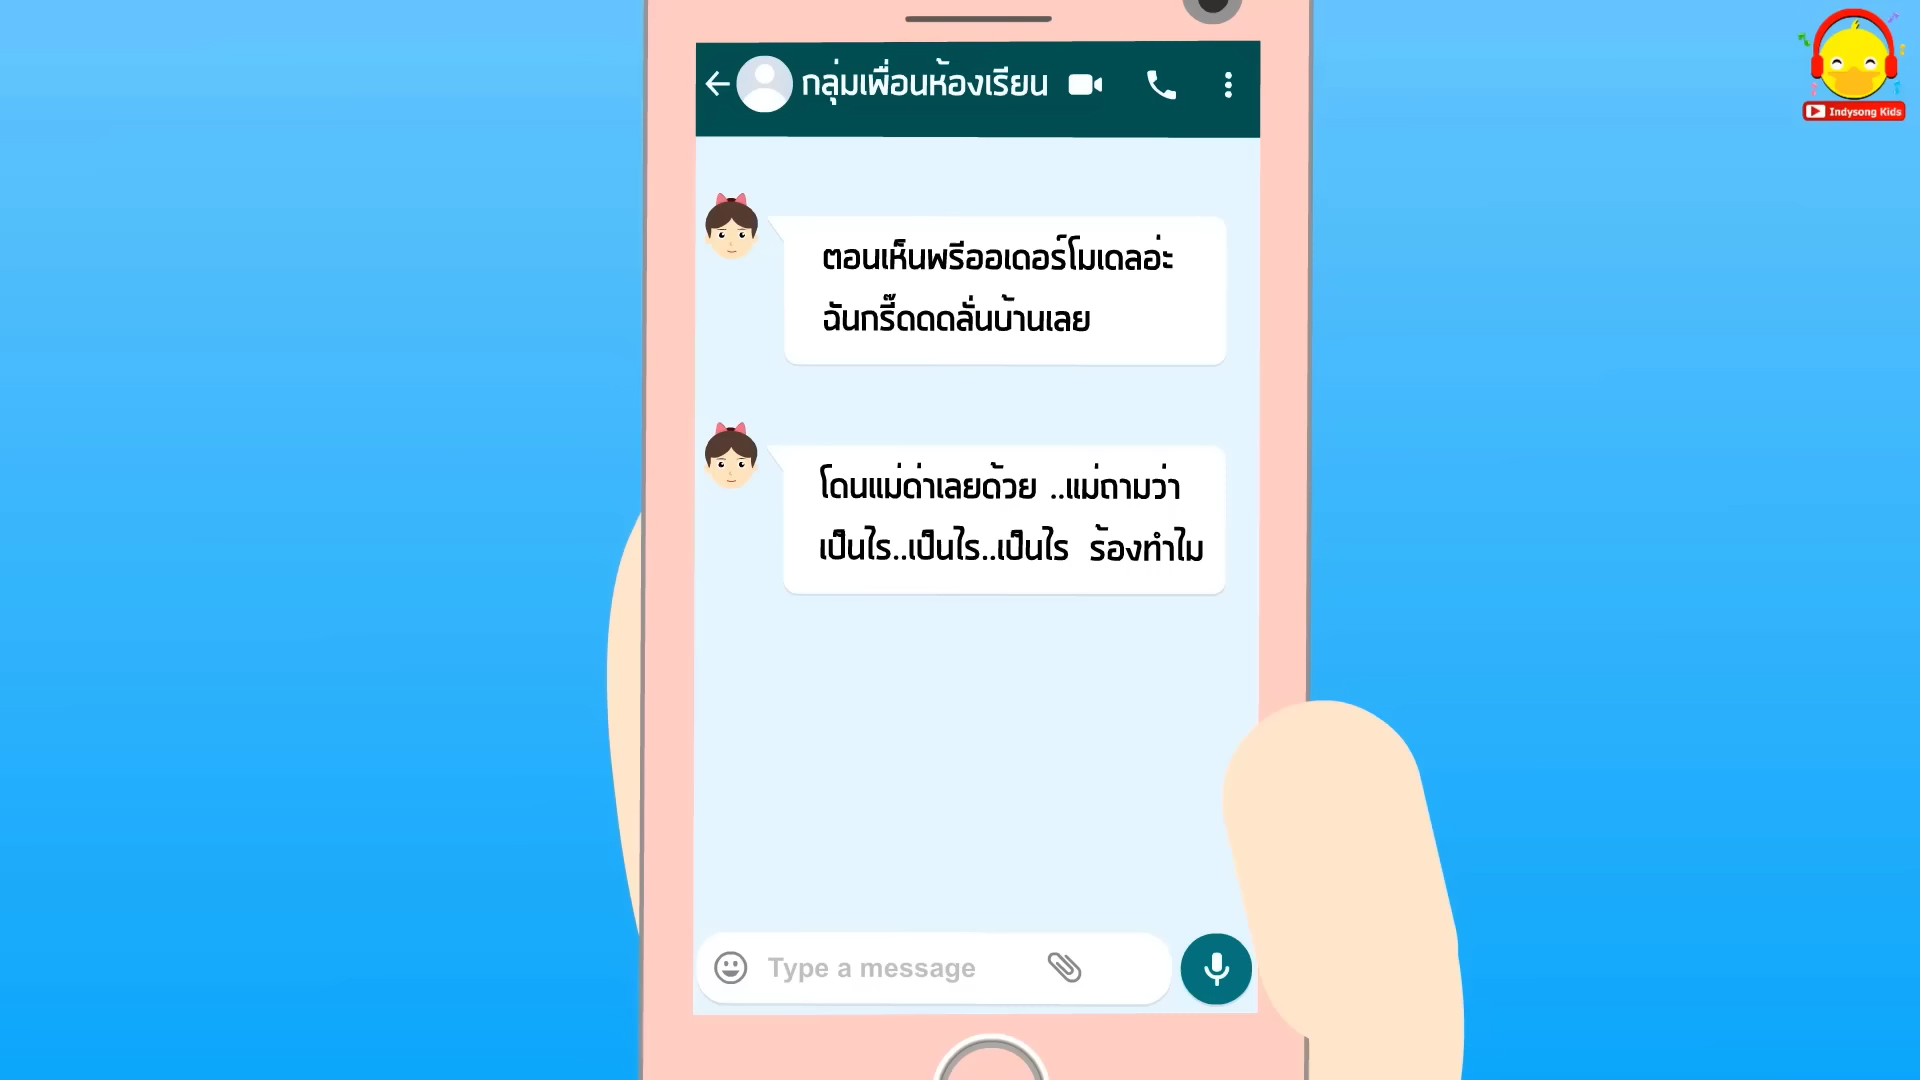 กลุ่มเพื่อนห้องเรียน
Indysong Kids
ตอนเห็นพรีออเดอร์โมเดลอ่ะ
ฉันกรี๊ดดดลั่นบ้านเลย
โดนแม่ด่าเลยด้วย ..แม่ถามว่า
เป็นไร..เป็นไร..เป็นไร ร้องทำไม
Type a message